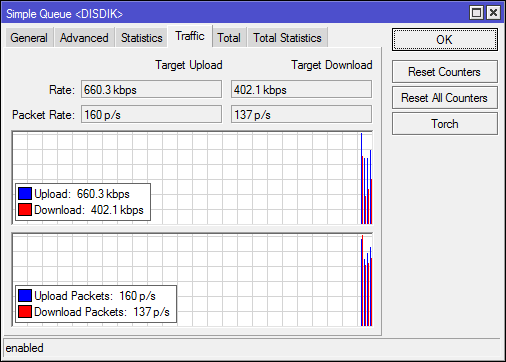 Simple Queue <DISDIK>
General Advanced Statistics Traffic Total Total Statistics
OK
Reset Counters
Reset All Counters
Torch
Target Upload Target Download
Rate: 660.3 kbps 402.1 kbps
Packet Rate: 160 p/s 137 p/s
Upload: 660.3 kbps
Download: 402.1 kbps
Upload Packets: 160 p/s
Download Packets: 137 p/s
enabled